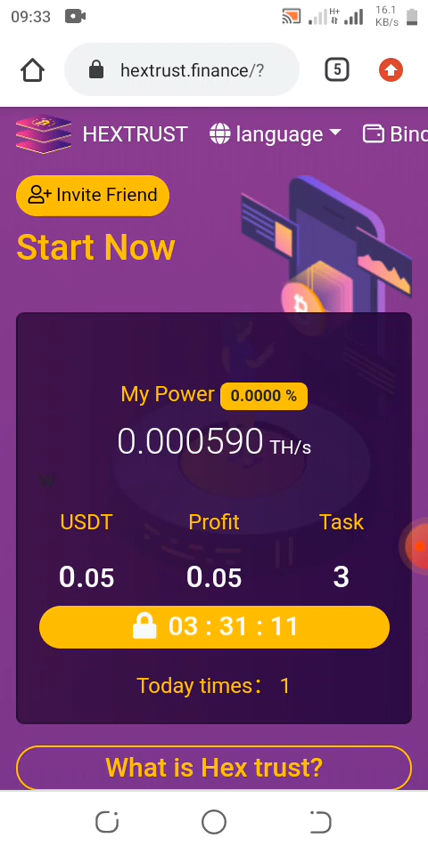 09:33
H+
16.1
KB/s
hextrust.finance/?
5
HEXTRUST
language
Bind
Invite Friend
Start Now
My Power 0.0000 %
0.000590 TH/s
USDT Profit Task
0.05 0.05 3
03 : 31 : 11
Today times： 1
What is Hex trust?